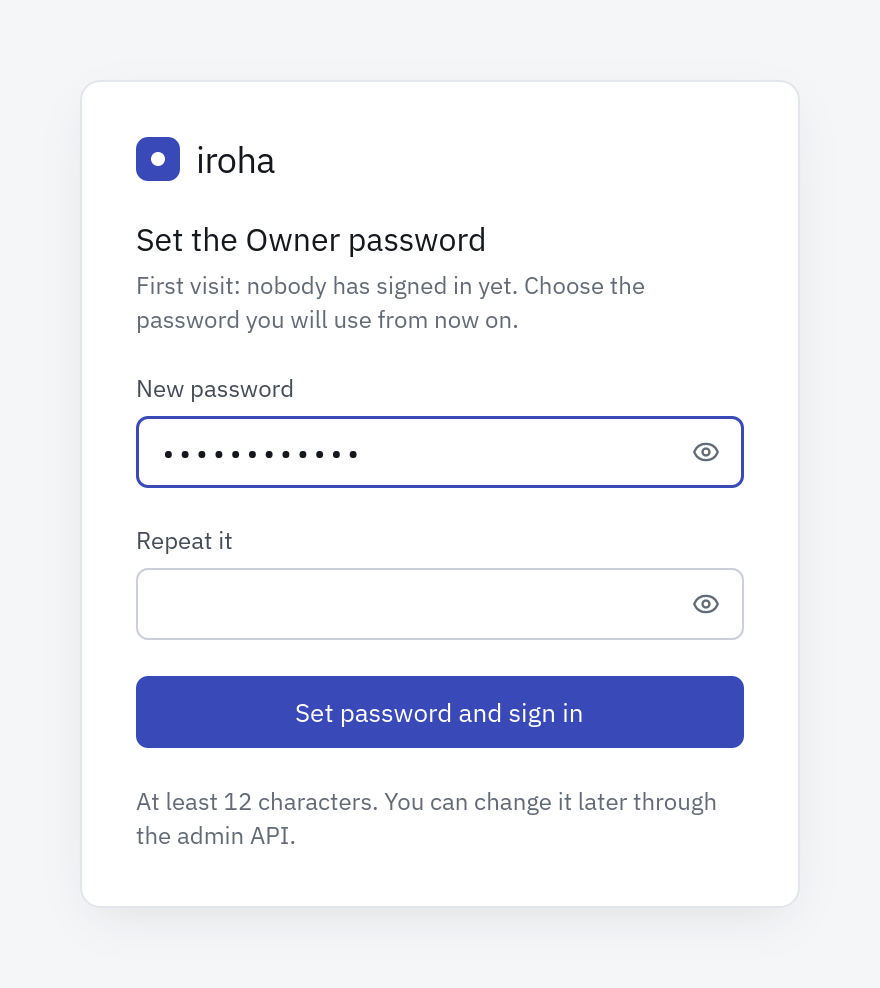 iroha
Set the Owner password
First visit: nobody has signed in yet. Choose the
password you will use from now on.
New password
••••••••••••
Repeat it
Set password and sign in
At least 12 characters. You can change it later through
the admin API.